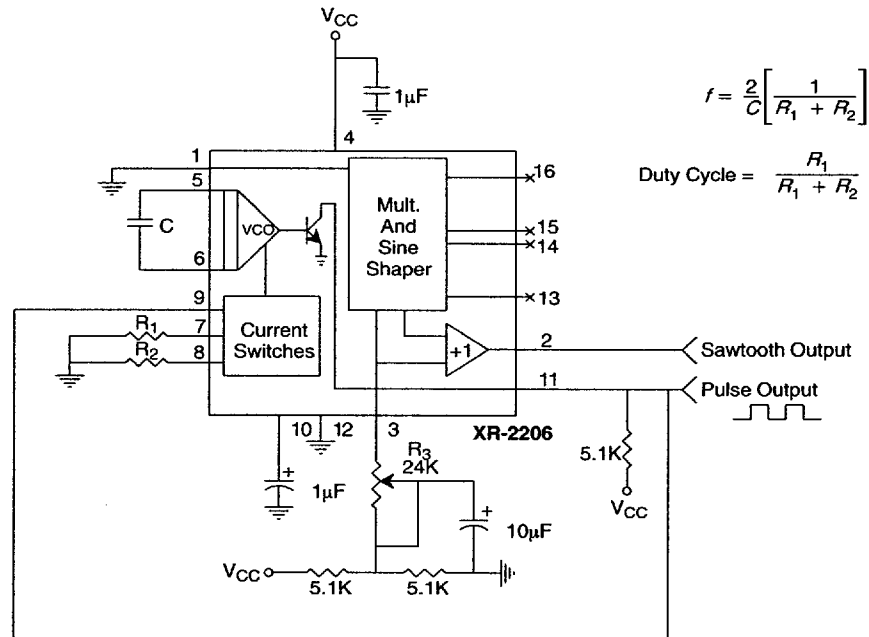 VCC
1μF
f = 2/C [ 1 / (R1 + R2) ]
Duty Cycle = R1 / (R1 + R2)
4
1
16
5
C
VCO
Mult.
And
Sine
Shaper
15
14
6
9
13
R1
7
Current
Switches
R2
8
+1
2
Sawtooth Output
11
Pulse Output
10
12
3
XR-2206
R3
24K
5.1K
1μF
+
+
10μF
VCC
VCC
5.1K
5.1K